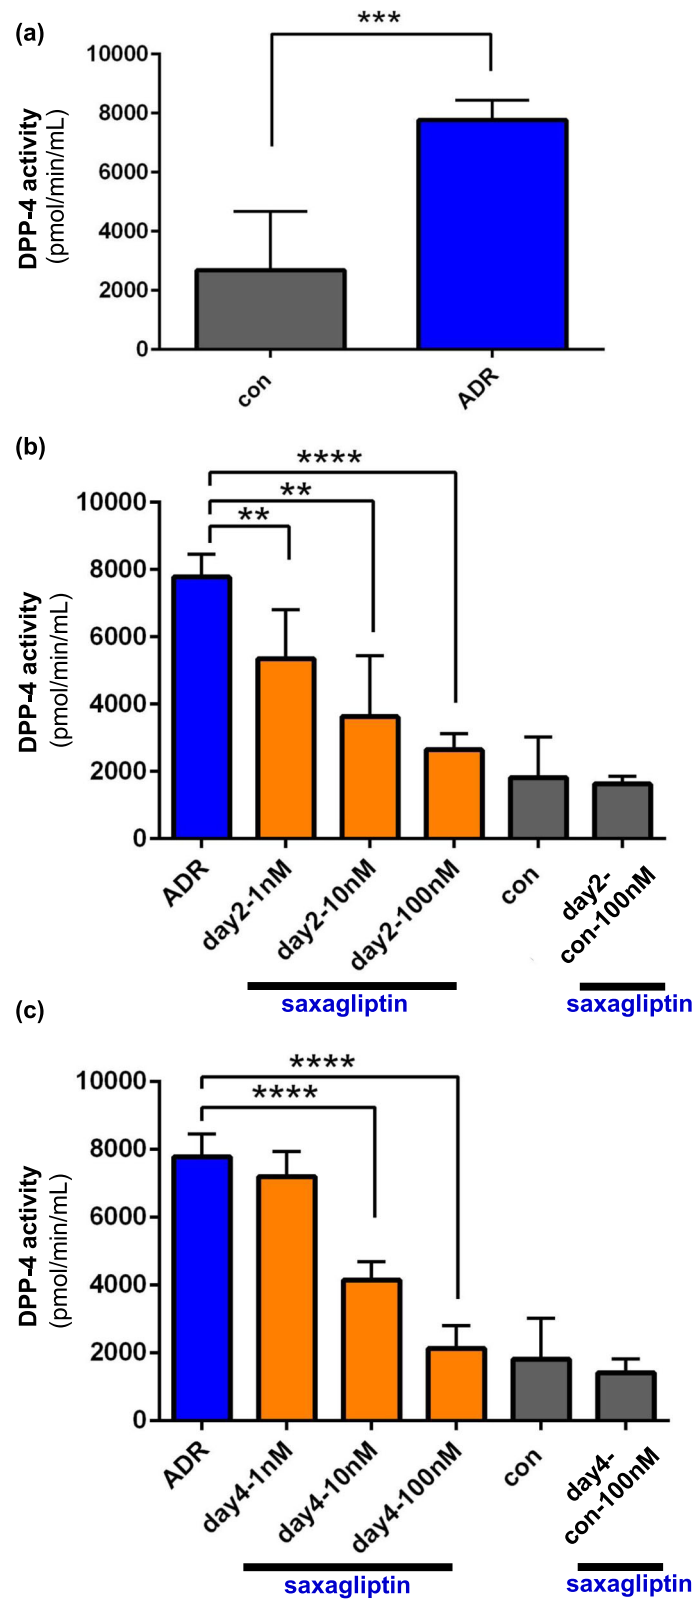 (a)
***
10000
8000
6000
4000
2000
0
DPP-4 activity
(pmol/min/mL)
con
ADR
(b)
****
**
**
10000
8000
6000
4000
2000
0
DPP-4 activity
(pmol/min/mL)
ADR
day2-1nM
day2-10nM
day2-100nM
con
day2-
con-100nM
saxagliptin
saxagliptin
(c)
****
****
10000
8000
6000
4000
2000
0
DPP-4 activity
(pmol/min/mL)
ADR
day4-1nM
day4-10nM
day4-100nM
con
day4-
con-100nM
saxagliptin
saxagliptin